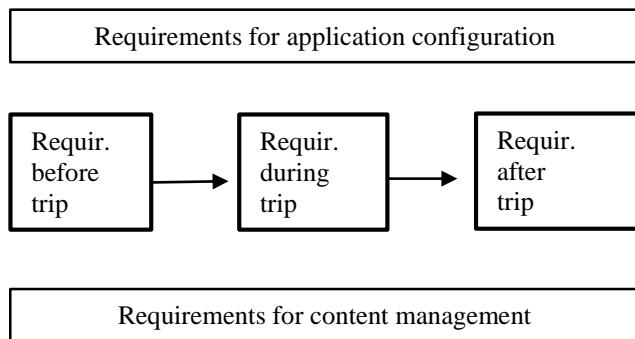 Requirements for application configuration
Requir.
before
trip
Requir.
during
trip
Requir.
after
trip
Requirements for content management